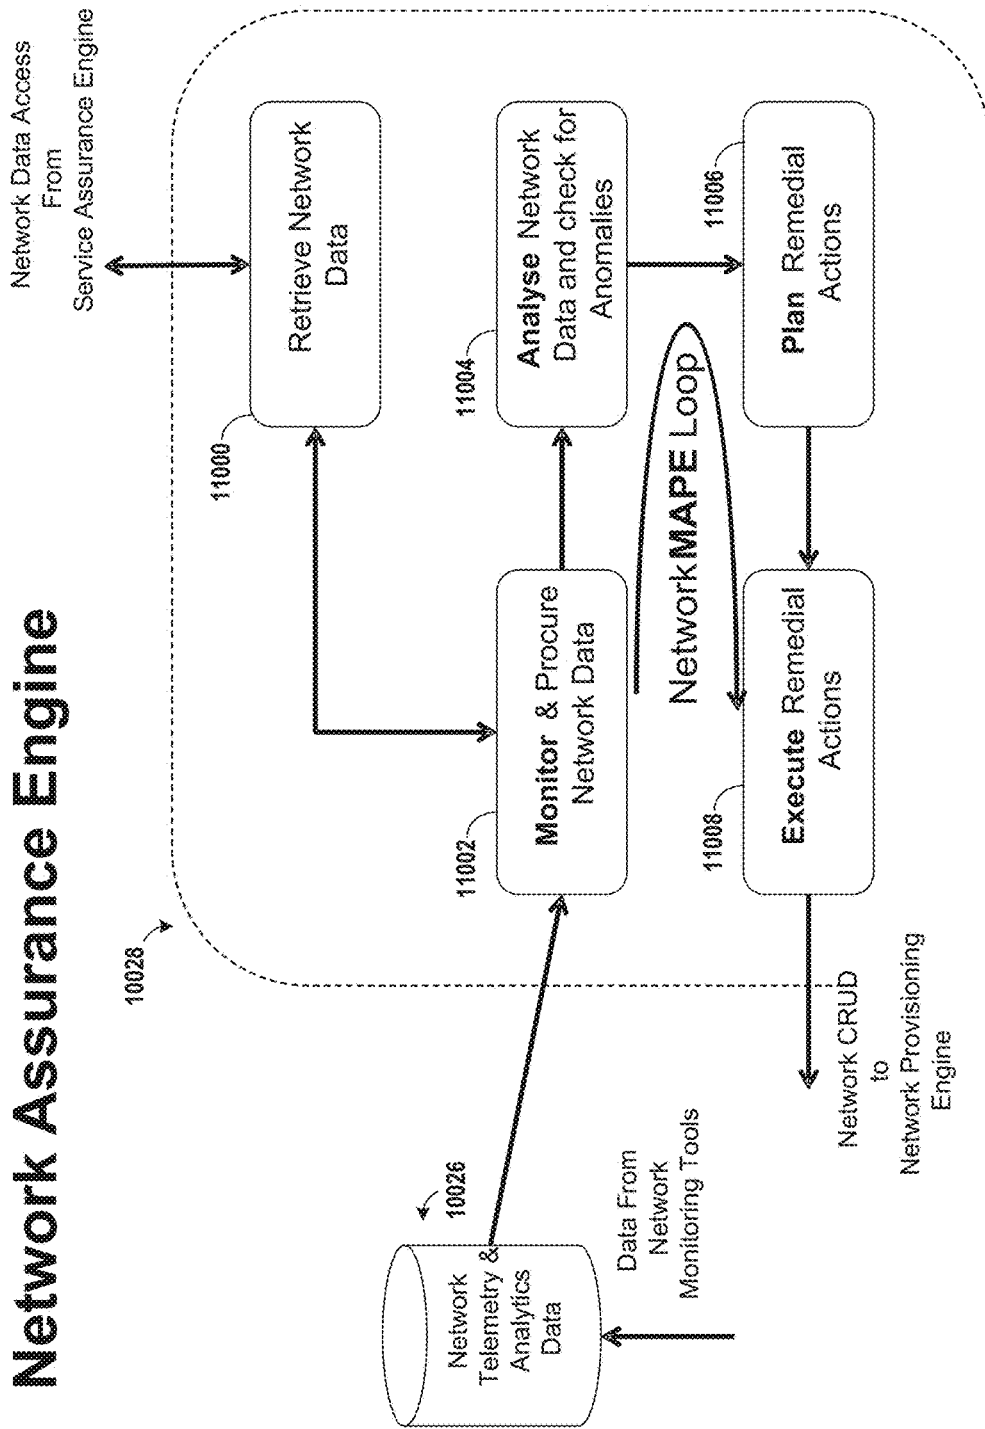 Network Assurance Engine
10028
Network Data Access
From
Service Assurance Engine
11000
Retrieve Network
Data
10026
Network
Telemetry &
Analytics
Data
Data From
Network
Monitoring Tools
11002
Monitor & Procure
Network Data
11004
Analyse Network
Data and check for
Anomalies
Network MAPE Loop
11008
Execute Remedial
Actions
11006
Plan Remedial
Actions
Network CRUD
to
Network Provisioning
Engine